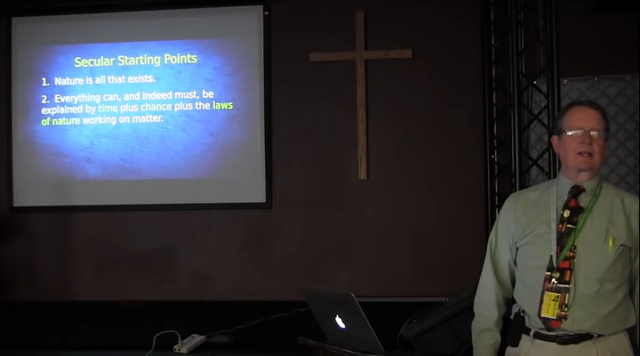 Secular Starting Points
1. Nature is all that exists.
2. Everything can, and indeed must, be
explained by time plus chance plus the laws
of nature working on matter.